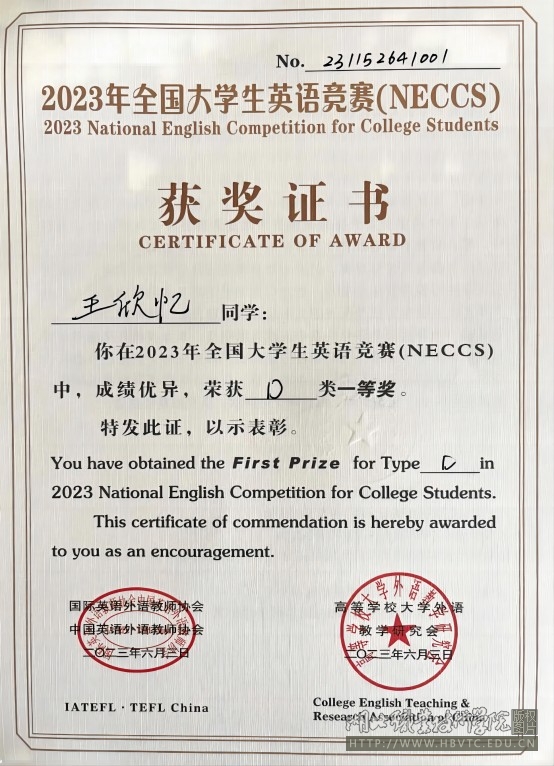 No. 231152641001
2023年全国大学生英语竞赛(NECCS)
2023 National English Competition for College Students
获奖证书
CERTIFICATE OF AWARD
王欣忆 同学:
你在2023年全国大学生英语竞赛(NECCS)
中，成绩优异，荣获 D 类一等奖。
特发此证，以示表彰。
You have obtained the First Prize for Type D in
2023 National English Competition for College Students.
This certificate of commendation is hereby awarded
to you as an encouragement.
国际英语外语教师协会
中国英语外语教师协会
二〇二三年六月三日
IATEFL · TEFL China
高等学校大学外语
教学研究会
二〇二三年六月三日
College English Teaching &
Research Association of China
版权图片
HTTP://WWW.HBVTC.EDU.CN